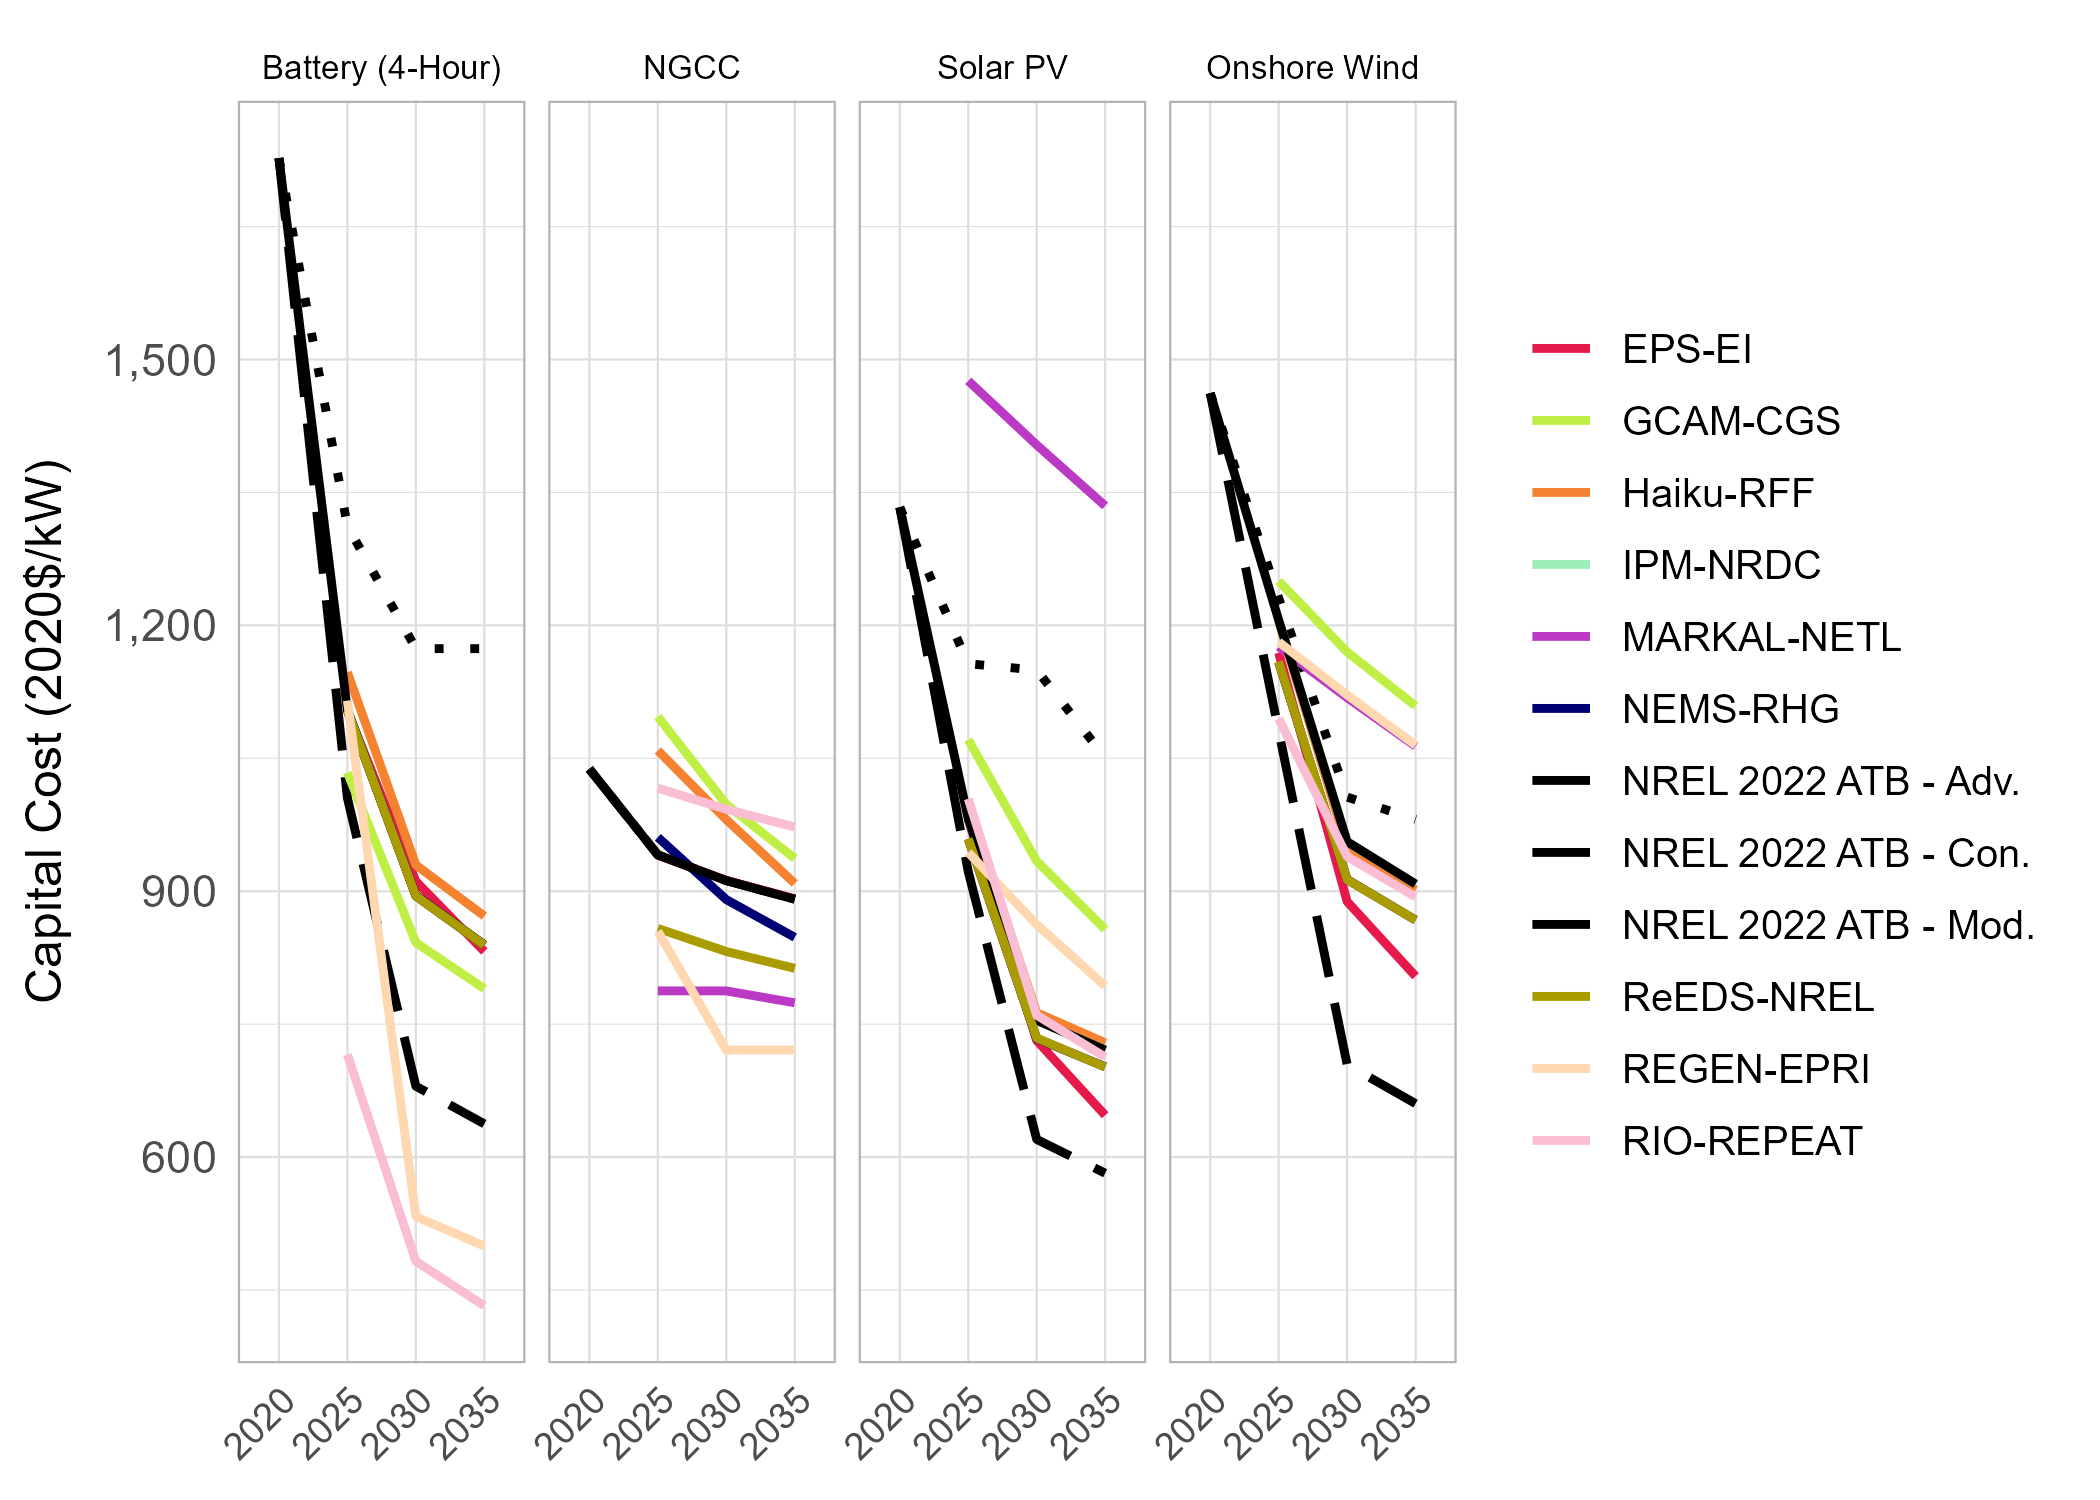 Battery (4-Hour)
NGCC
Solar PV
Onshore Wind
Capital Cost (2020$/kW)
1,500
1,200
900
600
2020
2025
2030
2035
2020
2025
2030
2035
2020
2025
2030
2035
2020
2025
2030
2035
EPS-EI
GCAM-CGS
Haiku-RFF
IPM-NRDC
MARKAL-NETL
NEMS-RHG
NREL 2022 ATB - Adv.
NREL 2022 ATB - Con.
NREL 2022 ATB - Mod.
ReEDS-NREL
REGEN-EPRI
RIO-REPEAT